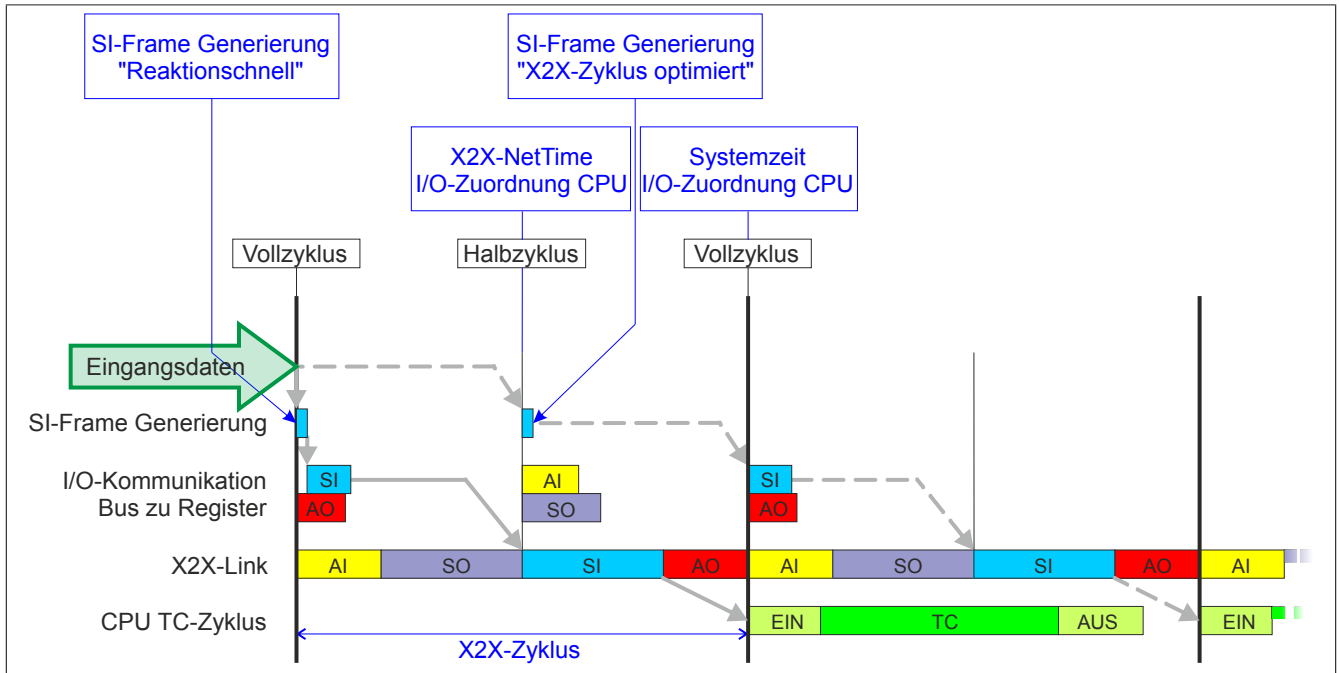 SI-Frame Generierung
"Reaktionschnell"
SI-Frame Generierung
"X2X-Zyklus optimiert"
X2X-NetTime
I/O-Zuordnung CPU
Systemzeit
I/O-Zuordnung CPU
Vollzyklus
Halbzyklus
Vollzyklus
Eingangsdaten
SI-Frame Generierung
I/O-Kommunikation
Bus zu Register
SI
AO
AI
SO
SI
AO
X2X-Link
AI
SO
SI
AO
AI
SO
SI
AO
AI
CPU TC-Zyklus
EIN
TC
AUS
EIN
X2X-Zyklus